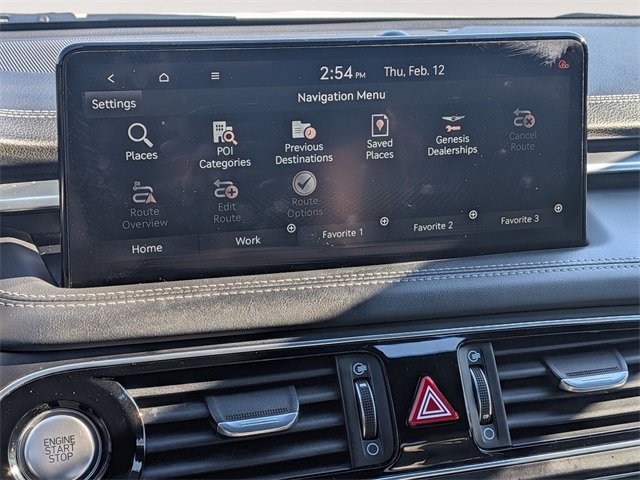 2:54 PM Thu, Feb. 12
Settings
Navigation Menu
Places
POI
Categories
Previous
Destinations
Saved
Places
Genesis
Dealerships
Cancel
Route
Route
Overview
Edit
Route
Route
Options
Home
Work
Favorite 1
Favorite 2
Favorite 3
ENGINE
START
STOP